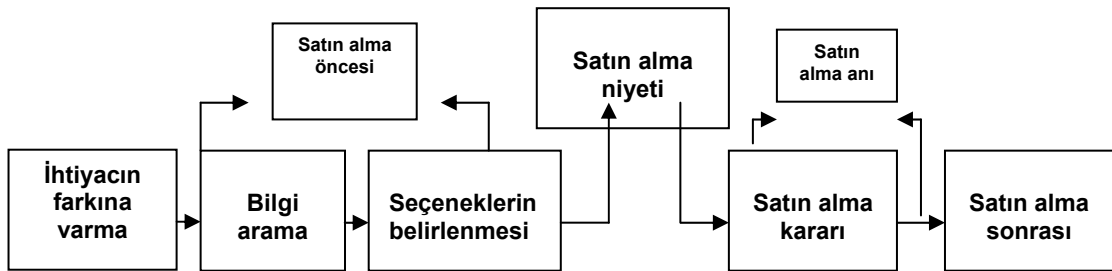 Satın alma
öncesi
Satın alma
niyeti
Satın
alma anı
İhtiyacın
farkına
varma
Bilgi
arama
Seçeneklerin
belirlenmesi
Satın alma
kararı
Satın alma
sonrası